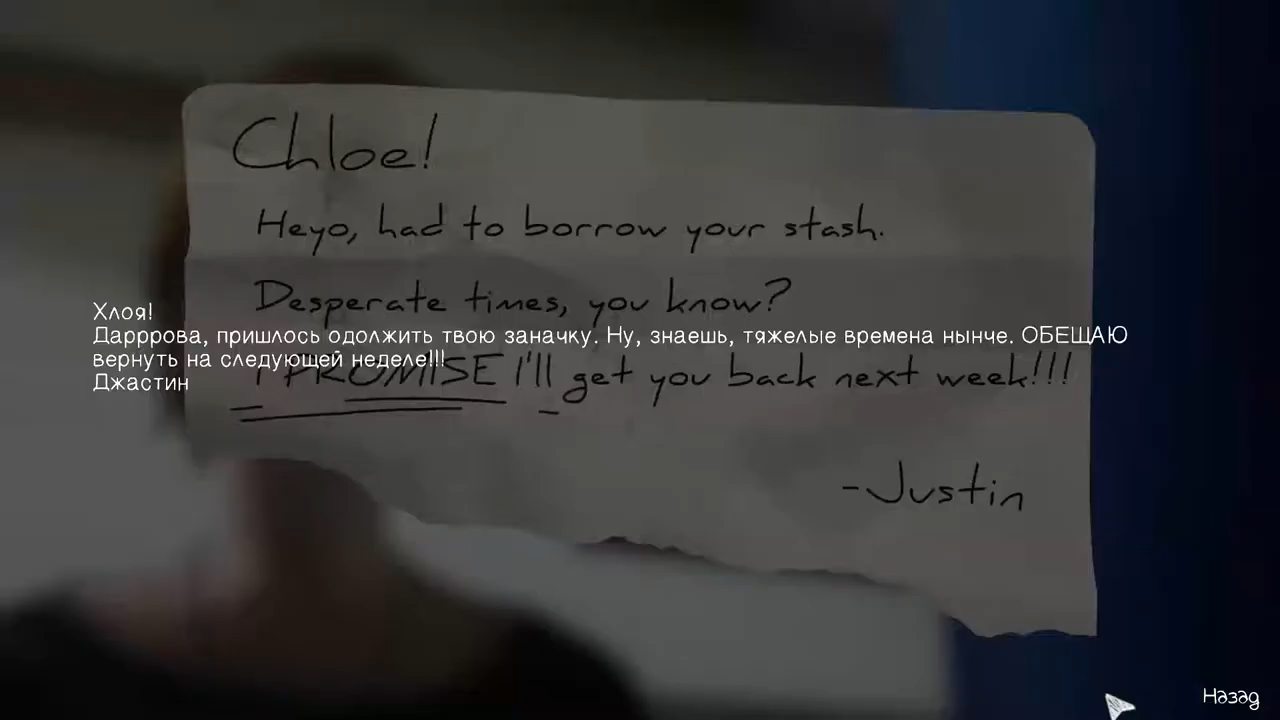 Chloe!
Heyo, had to borrow your stash.
Desperate times, you know?
I PROMISE I'll get you back next week!!!
-Justin
Хлоя!
Дарррова, пришлось одолжить твою заначку. Ну, знаешь, тяжелые времена нынче. ОБЕЩАЮ
вернуть на следующей неделе!!!
Джастин
Назад